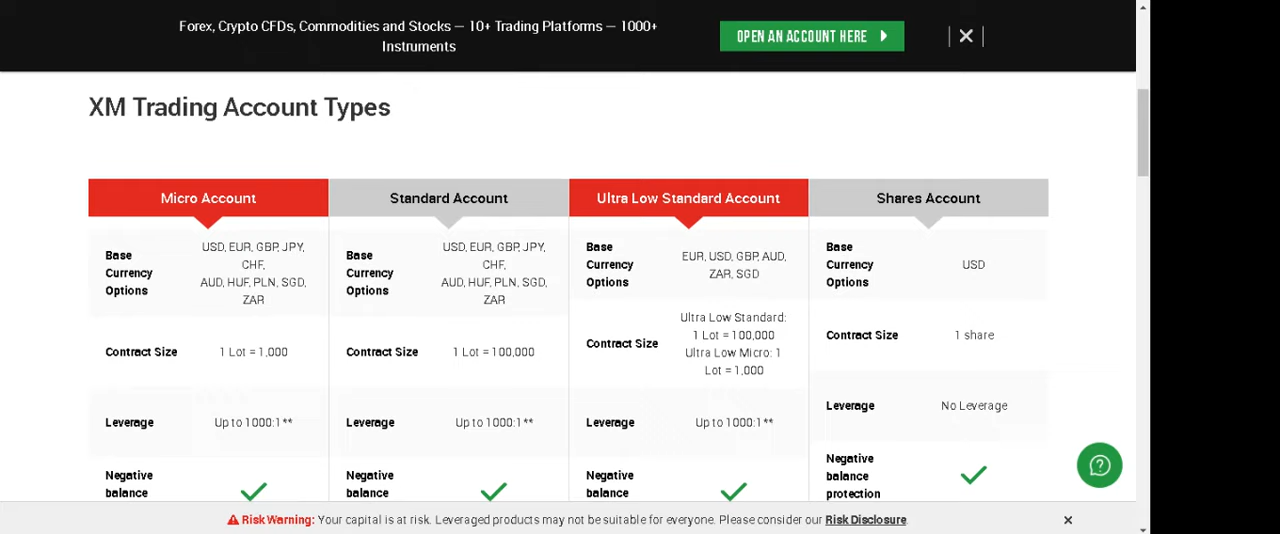 Forex, Crypto CFDs, Commodities and Stocks — 10+ Trading Platforms — 1000+
Instruments
OPEN AN ACCOUNT HERE
XM Trading Account Types
Micro Account
Standard Account
Ultra Low Standard Account
Shares Account
Base
Currency
Options
USD, EUR, GBP, JPY,
CHF,
AUD, HUF, PLN, SGD,
ZAR
Base
Currency
Options
USD, EUR, GBP, JPY,
CHF,
AUD, HUF, PLN, SGD,
ZAR
Base
Currency
Options
EUR, USD, GBP, AUD,
ZAR, SGD
Base
Currency
Options
USD
Contract Size
1 Lot = 1,000
Contract Size
1 Lot = 100,000
Contract Size
Ultra Low Standard:
1 Lot = 100,000
Ultra Low Micro: 1
Lot = 1,000
Contract Size
1 share
Leverage
Up to 1000:1**
Leverage
Up to 1000:1**
Leverage
Up to 1000:1**
Leverage
No Leverage
Negative
balance
Negative
balance
Negative
balance
Negative
balance
protection
Risk Warning: Your capital is at risk. Leveraged products may not be suitable for everyone. Please consider our Risk Disclosure.